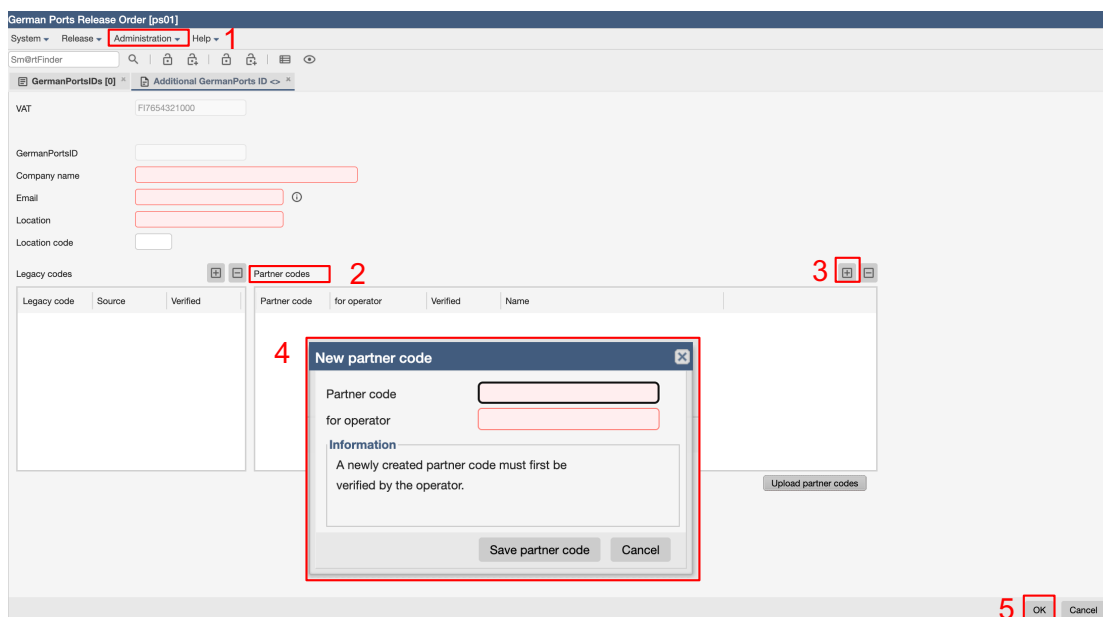 German Ports Release Order [ps01]
System Release Administration Help 1
Sm@rtFinder
GermanPortsIDs [0] × Additional GermanPorts ID <> ×
VAT FI7654321000
GermanPortsID
Company name
Email
Location
Location code
Legacy codes Partner codes 2 3
Legacy code Source Verified Partner code for operator Verified Name
4 New partner code
Partner code
for operator
Information
A newly created partner code must first be
verified by the operator.
Save partner code Cancel
Upload partner codes
5 OK Cancel